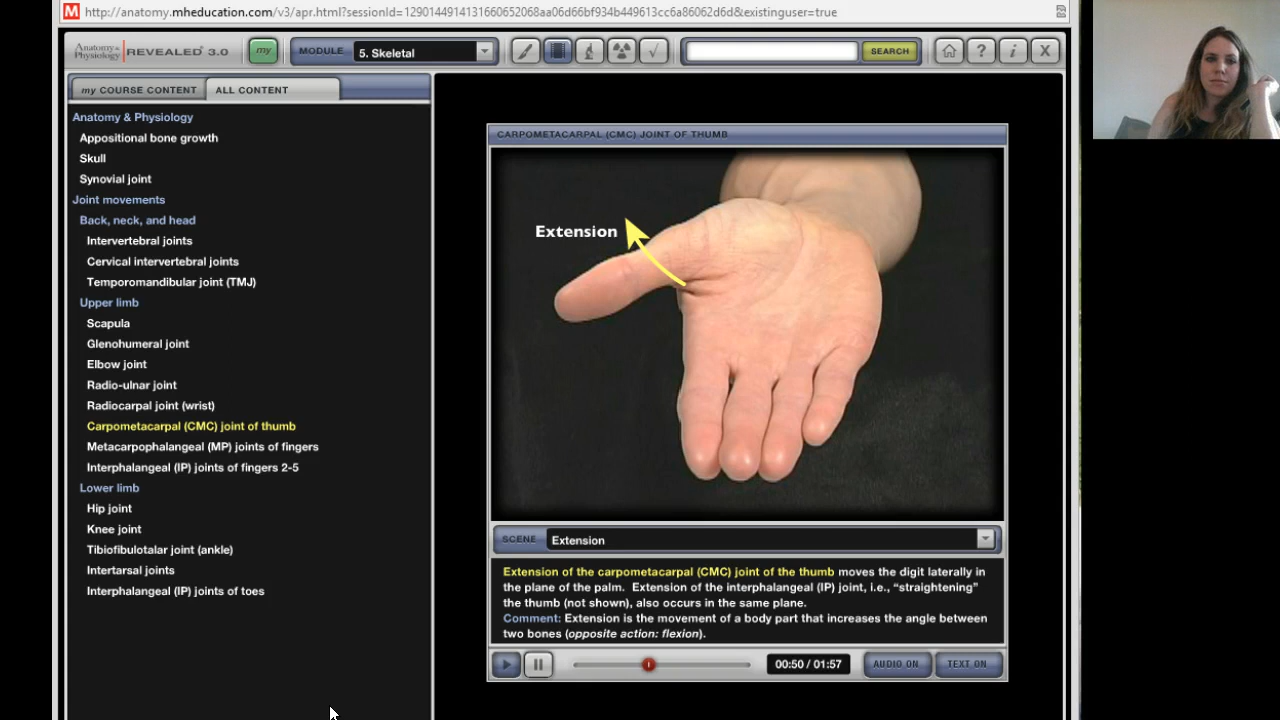 http://anatomy.mheducation.com/v3/apr.html?sessionId=1290144914131660652068aa06d66bf934b449613cc6a86062d6d&existinguser=true
Anatomy & Physiology REVEALED® 3.0
my
MODULE 5. Skeletal
SEARCH
? i X
my COURSE CONTENT
ALL CONTENT
Anatomy & Physiology
Appositional bone growth
Skull
Synovial joint
Joint movements
Back, neck, and head
Intervertebral joints
Cervical intervertebral joints
Temporomandibular joint (TMJ)
Upper limb
Scapula
Glenohumeral joint
Elbow joint
Radio-ulnar joint
Radiocarpal joint (wrist)
Carpometacarpal (CMC) joint of thumb
Metacarpophalangeal (MP) joints of fingers
Interphalangeal (IP) joints of fingers 2-5
Lower limb
Hip joint
Knee joint
Tibiofibulotalar joint (ankle)
Intertarsal joints
Interphalangeal (IP) joints of toes
CARPOMETACARPAL (CMC) JOINT OF THUMB
Extension
SCENE Extension
Extension of the carpometacarpal (CMC) joint of the thumb moves the digit laterally in
the plane of the palm. Extension of the interphalangeal (IP) joint, i.e., “straightening”
the thumb (not shown), also occurs in the same plane.
Comment: Extension is the movement of a body part that increases the angle between
two bones (opposite action: flexion).
00:50 / 01:57
AUDIO ON
TEXT ON